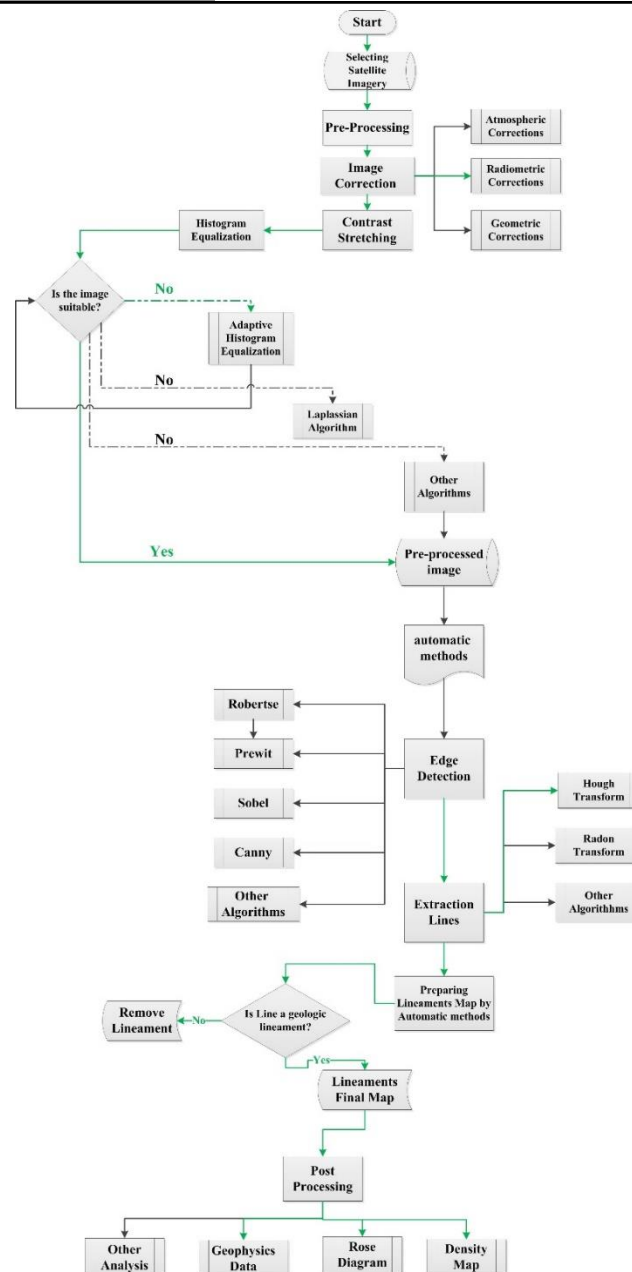 Start
Selecting
Satellite
Imagery
Pre-Processing
Image
Correction
Atmospheric
Corrections
Radiometric
Corrections
Geometric
Corrections
Contrast
Stretching
Histogram
Equalization
Is the image
suitable?
No
Adaptive
Histogram
Equalization
No
Laplassian
Algorithm
No
Other
Algorithms
Yes
Pre-processed
image
automatic
methods
Edge
Detection
Robertse
Prewit
Sobel
Canny
Other
Algorithms
Extraction
Lines
Hough
Transform
Radon
Transform
Other
Algorithhms
Preparing
Lineaments Map by
Automatic methods
Is Line a geologic
lineament?
No
Remove
Lineament
Yes
Lineaments
Final Map
Post
Processing
Other
Analysis
Geophysics
Data
Rose
Diagram
Density
Map